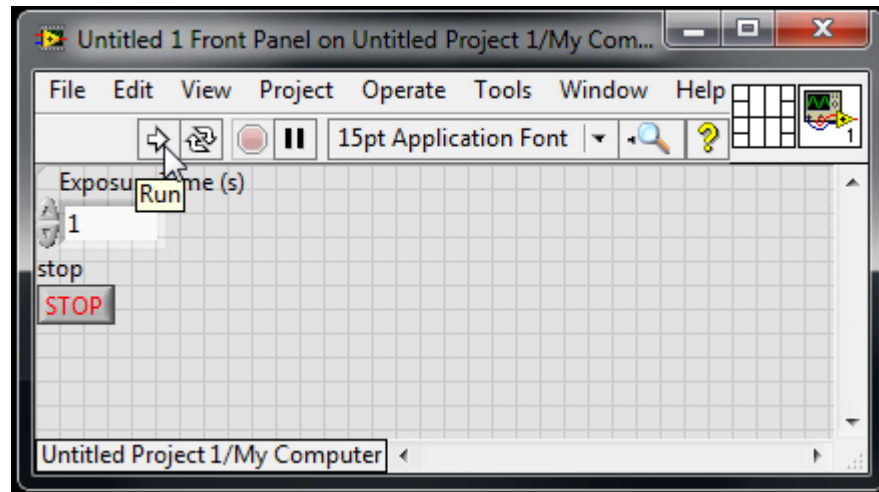 Untitled 1 Front Panel on Untitled Project 1/My Com...
File Edit View Project Operate Tools Window Help
15pt Application Font
1
Run
(s)
1
stop
STOP
Untitled Project 1/My Computer